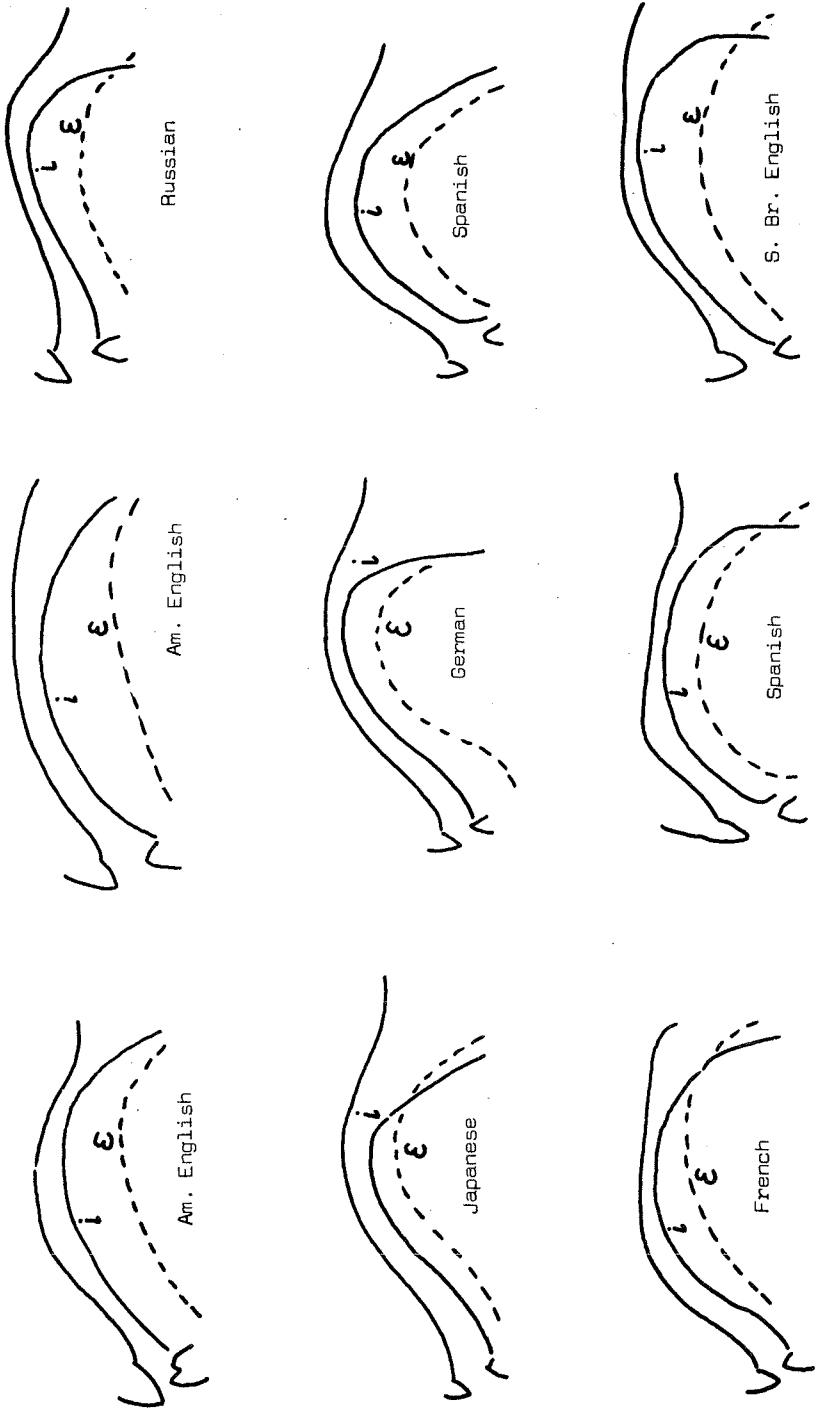 i
ɛ
Am. English
i
ɛ
Am. English
i
ɛ
Russian
i
ɛ
Japanese
i
ɛ
German
i
ɛ
Spanish
i
ɛ
French
i
ɛ
Spanish
i
ɛ
S. Br. English